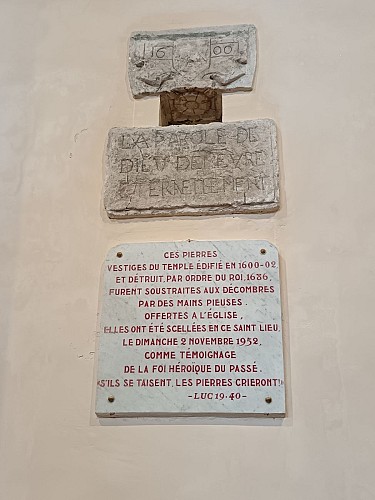 16 00
LA PAROLE DE
DIEV DEMEVRE
ETERNELLEMENT
CES PIERRES
VESTIGES DU TEMPLE ÉDIFIÉ EN 1600-02,
ET DÉTRUIT, PAR ORDRE DU ROI, 1686,
FURENT SOUSTRAITES AUX DÉCOMBRES
PAR DES MAINS PIEUSES.
OFFERTES A L'ÉGLISE,
ELLES ONT ÉTÉ SCELLÉES EN CE SAINT LIEU,
LE DIMANCHE 2 NOVEMBRE 1952,
COMME TÉMOIGNAGE
DE LA FOI HÉROÏQUE DU PASSÉ.
«S'ILS SE TAISENT, LES PIERRES CRIERONT!»
-LUC 19.40-